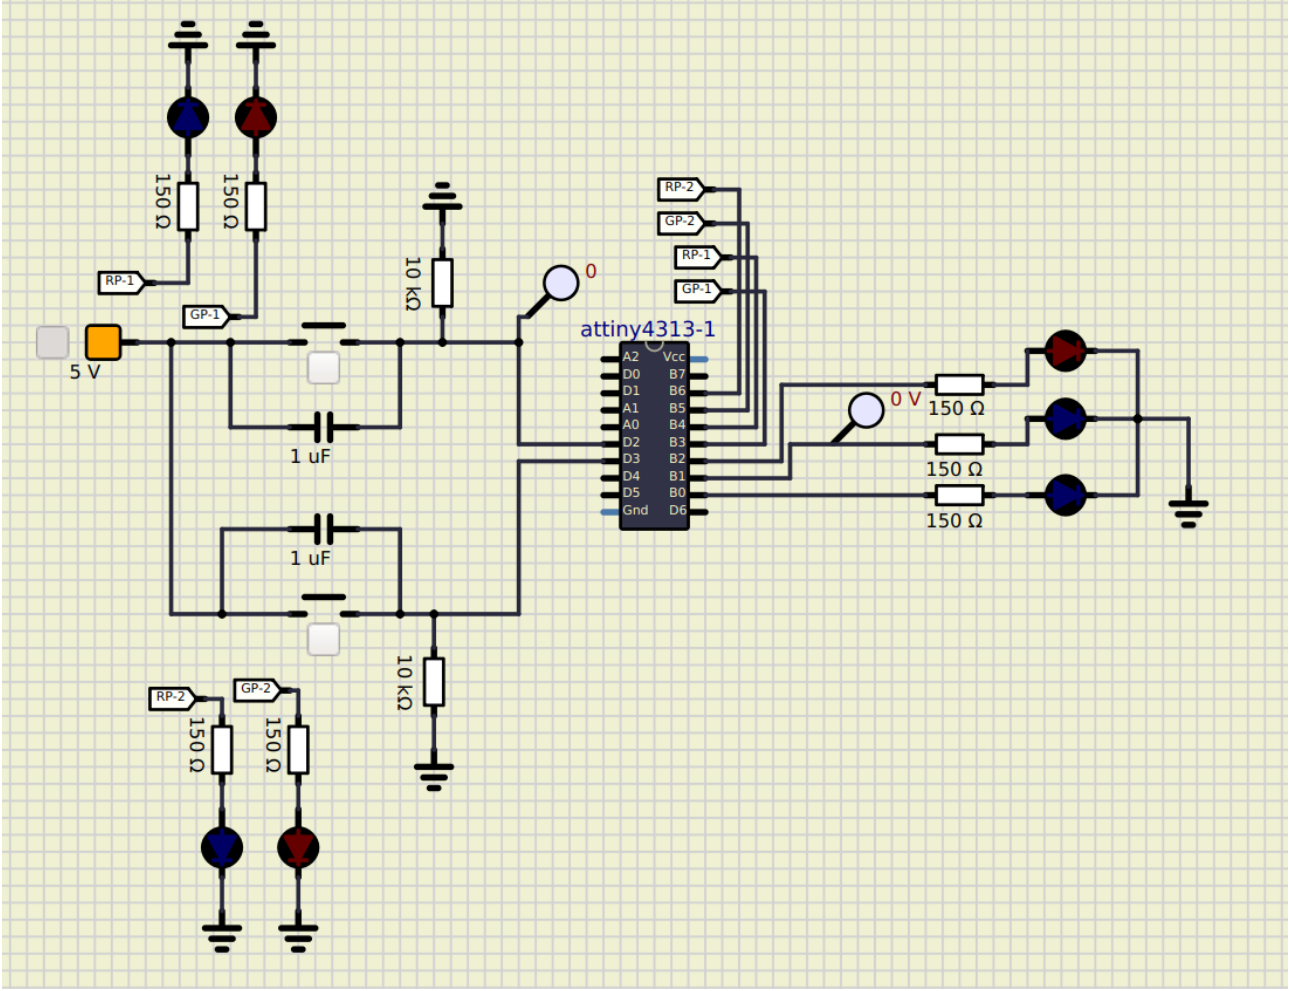 150 Ω
150 Ω
RP-1
GP-1
5 V
10 kΩ
0
1 uF
1 uF
10 kΩ
RP-2
GP-2
150 Ω
150 Ω
RP-2
GP-2
RP-1
GP-1
attiny4313-1
A2 Vcc
D0 B7
D1 B6
A1 B5
A0 B4
D2 B3
D3 B2
D4 B1
D5 B0
Gnd D6
0 V
150 Ω
150 Ω
150 Ω